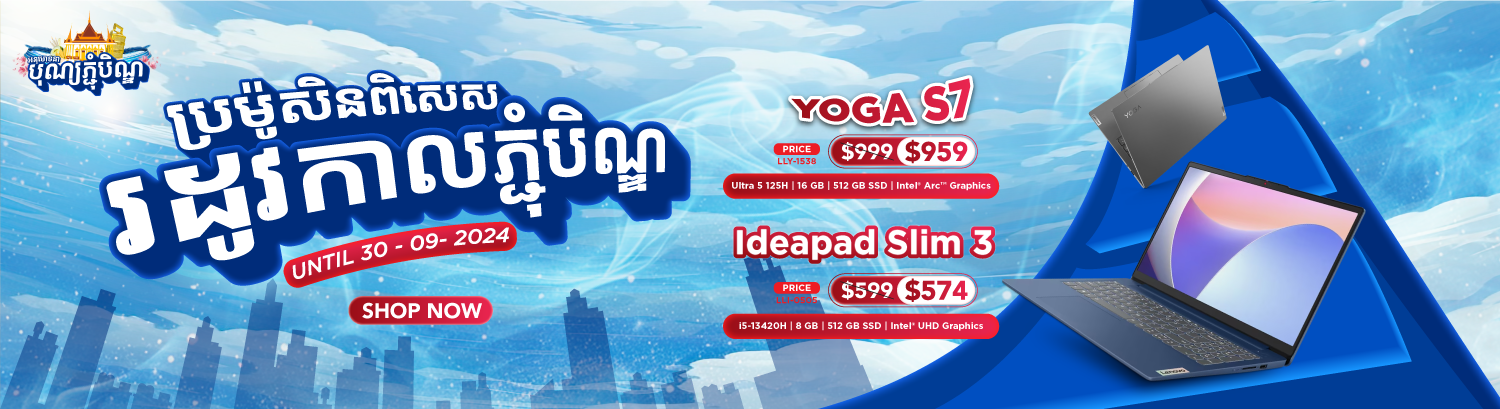 បុណ្យភ្ជុំបិណ្ឌ
ប្រម៉ូសិនពិសេស
រដូវកាលភ្ជុំបិណ្ឌ
UNTIL 30 - 09- 2024
SHOP NOW
YOGA S7
PRICE
LLY-1538
$999 $959
Ultra 5 125H | 16 GB | 512 GB SSD | Intel® Arc™ Graphics
Ideapad Slim 3
PRICE
$599 $574
i5-13420H | 8 GB | 512 GB SSD | Intel® UHD Graphics
YOGA
Lenovo